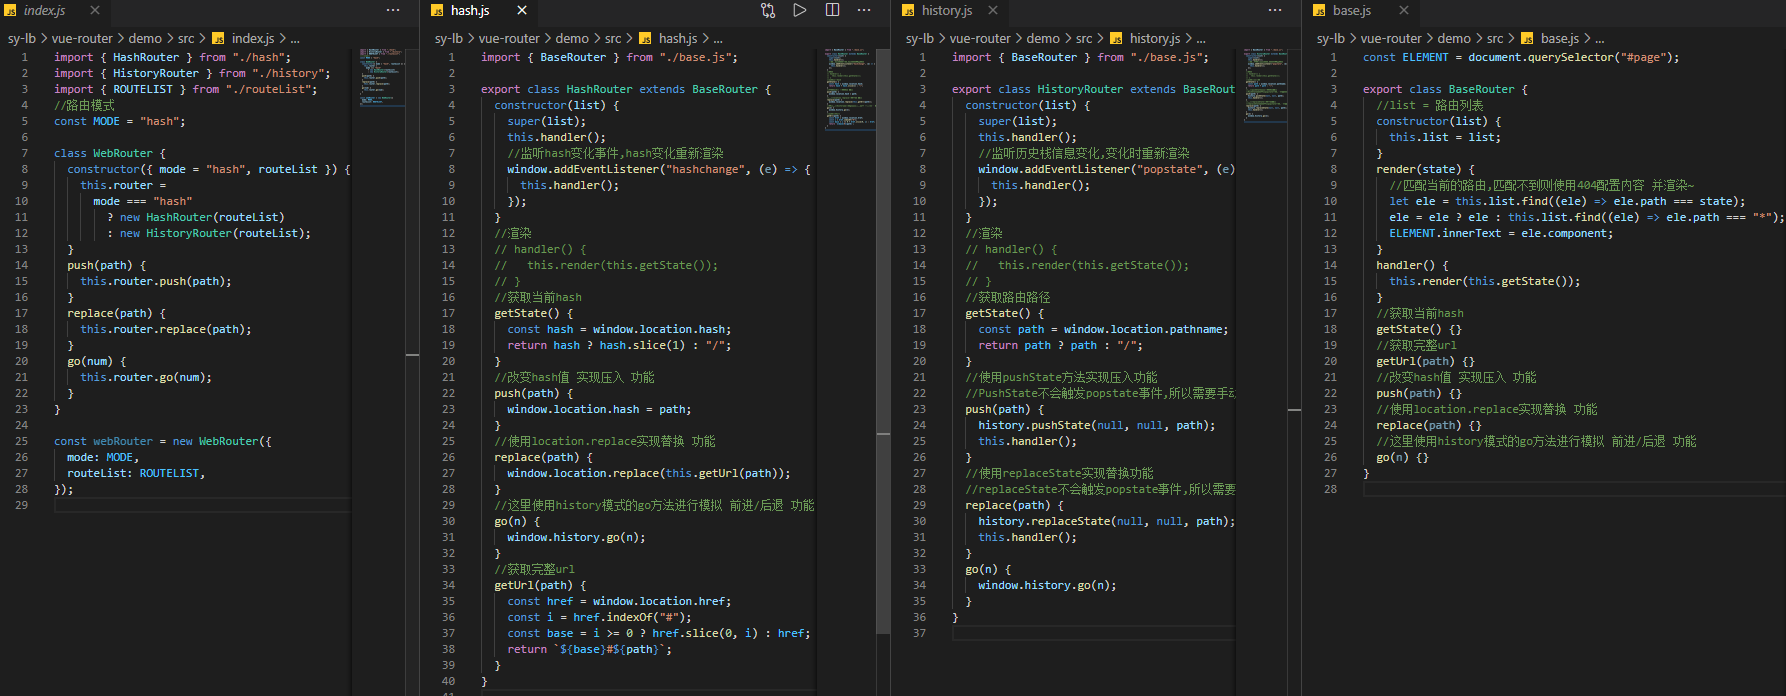 index.js
sy-lb > vue-router > demo > src > index.js > ...
1 import { HashRouter } from "./hash";
2 import { HistoryRouter } from "./history";
3 import { ROUTELIST } from "./routeList";
4 //路由模式
5 const MODE = "hash";
6
7 class WebRouter {
8 constructor({ mode = "hash", routeList }) {
9 this.router =
10 mode === "hash"
11 ? new HashRouter(routeList)
12 : new HistoryRouter(routeList);
13 }
14 push(path) {
15 this.router.push(path);
16 }
17 replace(path) {
18 this.router.replace(path);
19 }
20 go(num) {
21 this.router.go(num);
22 }
23 }
24
25 const webRouter = new WebRouter({
26 mode: MODE,
27 routeList: ROUTELIST,
28 });
29
hash.js
sy-lb > vue-router > demo > src > hash.js > ...
1 import { BaseRouter } from "./base.js";
2
3 export class HashRouter extends BaseRouter {
4 constructor(list) {
5 super(list);
6 this.handler();
7 //监听hash变化事件,hash变化重新渲染
8 window.addEventListener("hashchange", (e) => {
9 this.handler();
10 });
11 }
12 //渲染
13 // handler() {
14 // this.render(this.getState());
15 // }
16 //获取当前hash
17 getState() {
18 const hash = window.location.hash;
19 return hash ? hash.slice(1) : "/";
20 }
21 //改变hash值 实现压入 功能
22 push(path) {
23 window.location.hash = path;
24 }
25 //使用location.replace实现替换 功能
26 replace(path) {
27 window.location.replace(this.getUrl(path));
28 }
29 //这里使用history模式的go方法进行模拟 前进/后退 功能
30 go(n) {
31 window.history.go(n);
32 }
33 //获取完整url
34 getUrl(path) {
35 const href = window.location.href;
36 const i = href.indexOf("#");
37 const base = i >= 0 ? href.slice(0, i) : href;
38 return `${base}#${path}`;
39 }
40 }
history.js
sy-lb > vue-router > demo > src > history.js > ...
1 import { BaseRouter } from "./base.js";
2
3 export class HistoryRouter extends BaseRout
4 constructor(list) {
5 super(list);
6 this.handler();
7 //监听历史栈信息变化,变化时重新渲染
8 window.addEventListener("popstate", (e)
9 this.handler();
10 });
11 }
12 //渲染
13 // handler() {
14 // this.render(this.getState());
15 // }
16 //获取路由路径
17 getState() {
18 const path = window.location.pathname;
19 return path ? path : "/";
20 }
21 //使用pushState方法实现压入功能
22 //PushState不会触发popstate事件,所以需要手动
23 push(path) {
24 history.pushState(null, null, path);
25 this.handler();
26 }
27 //使用replaceState实现替换功能
28 //replaceState不会触发popstate事件,所以需要
29 replace(path) {
30 history.replaceState(null, null, path);
31 this.handler();
32 }
33 go(n) {
34 window.history.go(n);
35 }
36 }
37
base.js
sy-lb > vue-router > demo > src > base.js > ...
1 const ELEMENT = document.querySelector("#page");
2
3 export class BaseRouter {
4 //list = 路由列表
5 constructor(list) {
6 this.list = list;
7 }
8 render(state) {
9 //匹配当前的路由,匹配不到则使用404配置内容 并渲染~
10 let ele = this.list.find((ele) => ele.path === state);
11 ele = ele ? ele : this.list.find((ele) => ele.path === "*");
12 ELEMENT.innerText = ele.component;
13 }
14 handler() {
15 this.render(this.getState());
16 }
17 //获取当前hash
18 getState() {}
19 //获取完整url
20 getUrl(path) {}
21 //改变hash值 实现压入 功能
22 push(path) {}
23 //使用location.replace实现替换 功能
24 replace(path) {}
25 //这里使用history模式的go方法进行模拟 前进/后退 功能
26 go(n) {}
27 }
28